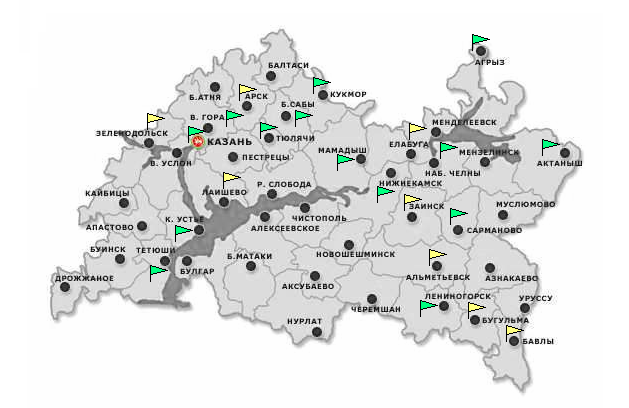 БАЛТАСИ
АГРЫЗ
Б.АТНЯ
АРСК
КУКМОР
Б.САБЫ
В. ГОРА
МЕНДЕЛЕЕВСК
ЗЕЛЕНОДОЛЬСК
КАЗАНЬ
ТЮЛЯЧИ
МАМАДЫШ
ЕЛАБУГА
МЕНЗЕЛИНСК
В. УСЛОН
ПЕСТРЕЦЫ
АКТАНЫШ
НАБ. ЧЕЛНЫ
НИЖНЕКАМСК
КАЙБИЦЫ
ЛАИШЕВО
Р. СЛОБОДА
ЗАИНСК
МУСЛЮМОВО
ЧИСТОПОЛЬ
К. УСТЬЕ
АПАСТОВО
АЛЕКСЕЕВСКОЕ
САРМАНОВО
БУИНСК
ТЕТЮШИ
Б.МАТАКИ
НОВОШЕШМИНСК
БУЛГАР
АЛЬМЕТЬЕВСК
АЗНАКАЕВО
ДРОЖЖАНОЕ
АКСУБАЕВО
ЛЕНИНОГОРСК
УРУССУ
ЧЕРЕМШАН
НУРЛАТ
БУГУЛЬМА
БАВЛЫ